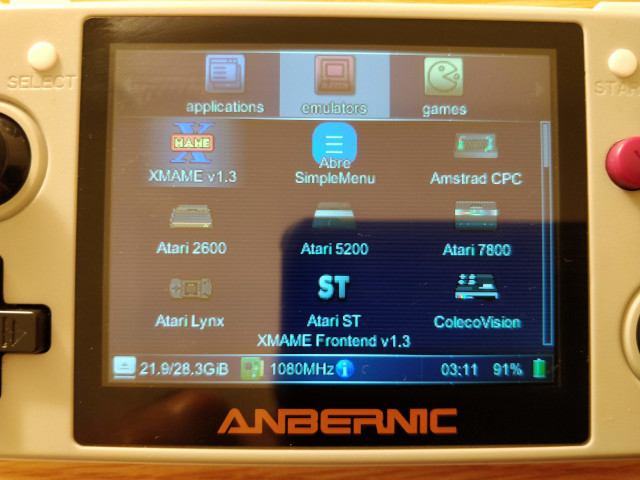 SELECT
START
applications emulators games
MAME
XMAME v1.3
Abre
SimpleMenu
Amstrad CPC
Atari 2600 Atari 5200 Atari 7800
ST
Atari Lynx Atari ST ColecoVision
XMAME Frontend v1.3
21.9/28.3GiB 1080MHz 03:11 91%
ANBERNIC